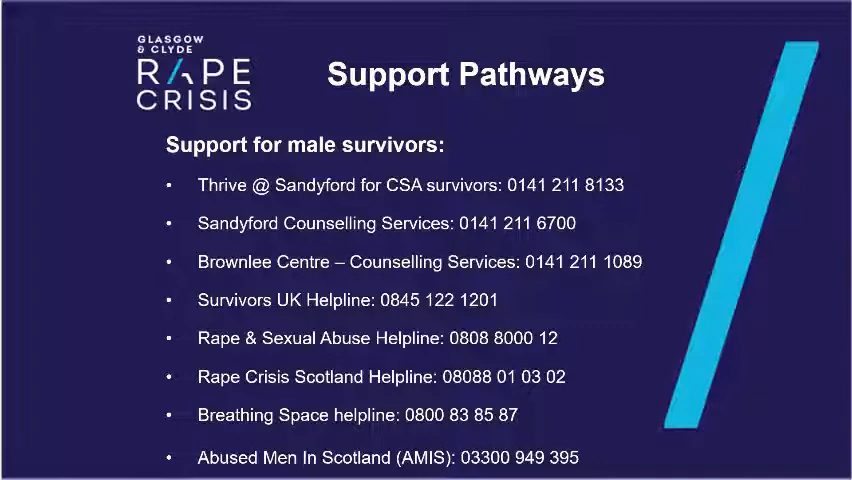 GLASGOW
& CLYDE
RAPE
CRISIS
Support Pathways
Support for male survivors:
• Thrive @ Sandyford for CSA survivors: 0141 211 8133
• Sandyford Counselling Services: 0141 211 6700
• Brownlee Centre – Counselling Services: 0141 211 1089
• Survivors UK Helpline: 0845 122 1201
• Rape & Sexual Abuse Helpline: 0808 8000 12
• Rape Crisis Scotland Helpline: 08088 01 03 02
• Breathing Space helpline: 0800 83 85 87
• Abused Men In Scotland (AMIS): 03300 949 395